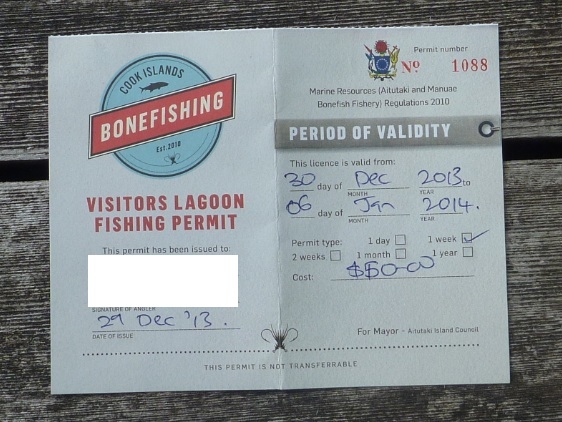 COOK ISLANDS
BONEFISHING
Est.2010
VISITORS LAGOON
FISHING PERMIT
This permit has been issued to:
SIGNATURE OF ANGLER
29 Dec '13.
DATE OF ISSUE
Permit number
Nº 1088
Marine Resources (Aitutaki and Manuae
Bonefish Fishery) Regulations 2010
PERIOD OF VALIDITY
This licence is valid from:
30 day of Dec 2013 to
MONTH YEAR
06 day of Jan 2014.
MONTH YEAR
Permit type: 1 day 1 week
2 weeks 1 month 1 year
Cost: $50-00
For Mayor - Aitutaki Island Council
THIS PERMIT IS NOT TRANSFERRABLE